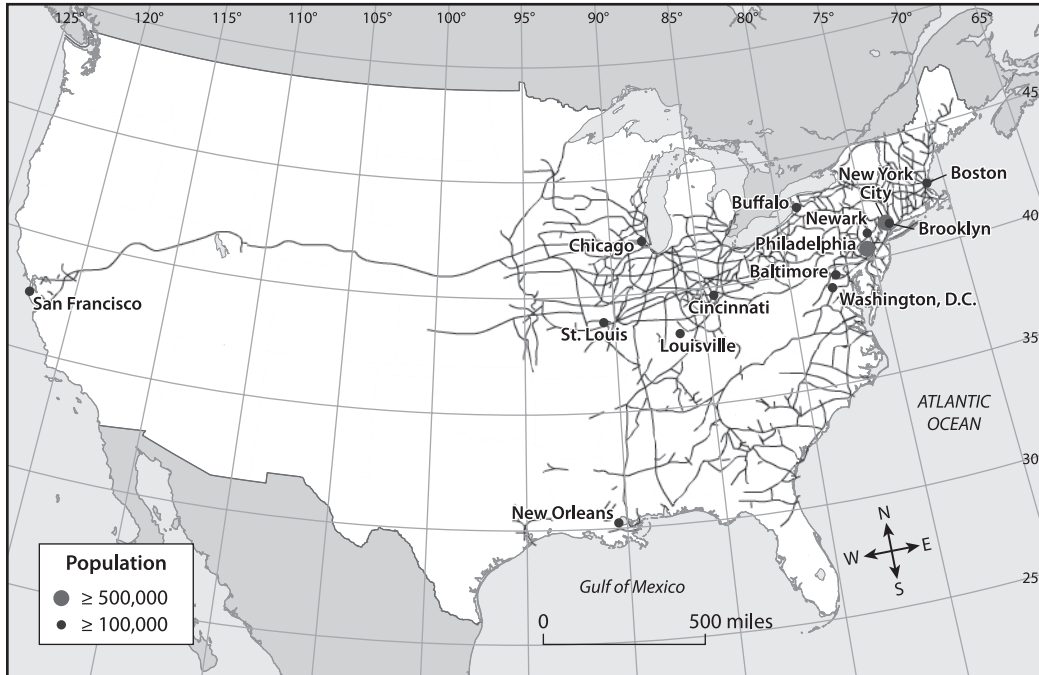 125°
120°
115°
110°
105°
100°
95°
90°
85°
80°
75°
70°
65°
45°
40°
35°
30°
25°
New York
City
Boston
Buffalo
Newark
Brooklyn
Chicago
Philadelphia
Baltimore
San Francisco
Cincinnati
Washington, D.C.
St. Louis
Louisville
ATLANTIC
OCEAN
New Orleans
N
W
E
S
Population
≥ 500,000
≥ 100,000
Gulf of Mexico
0
500 miles